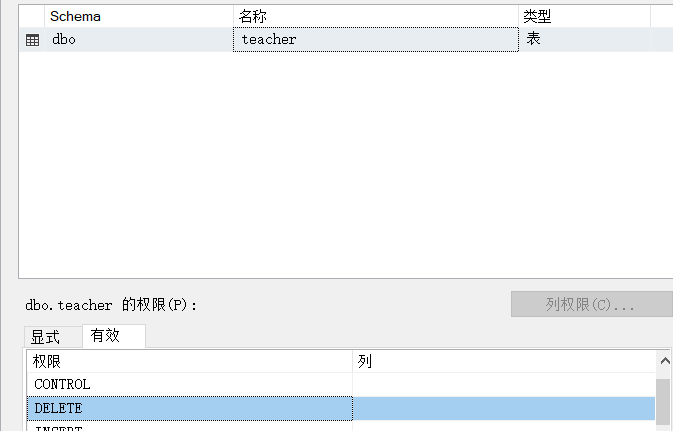 Schema 名称 类型
dbo teacher 表
dbo.teacher 的权限(P): 列权限(C)...
显式 有效
权限 列
CONTROL
DELETE
INSERT